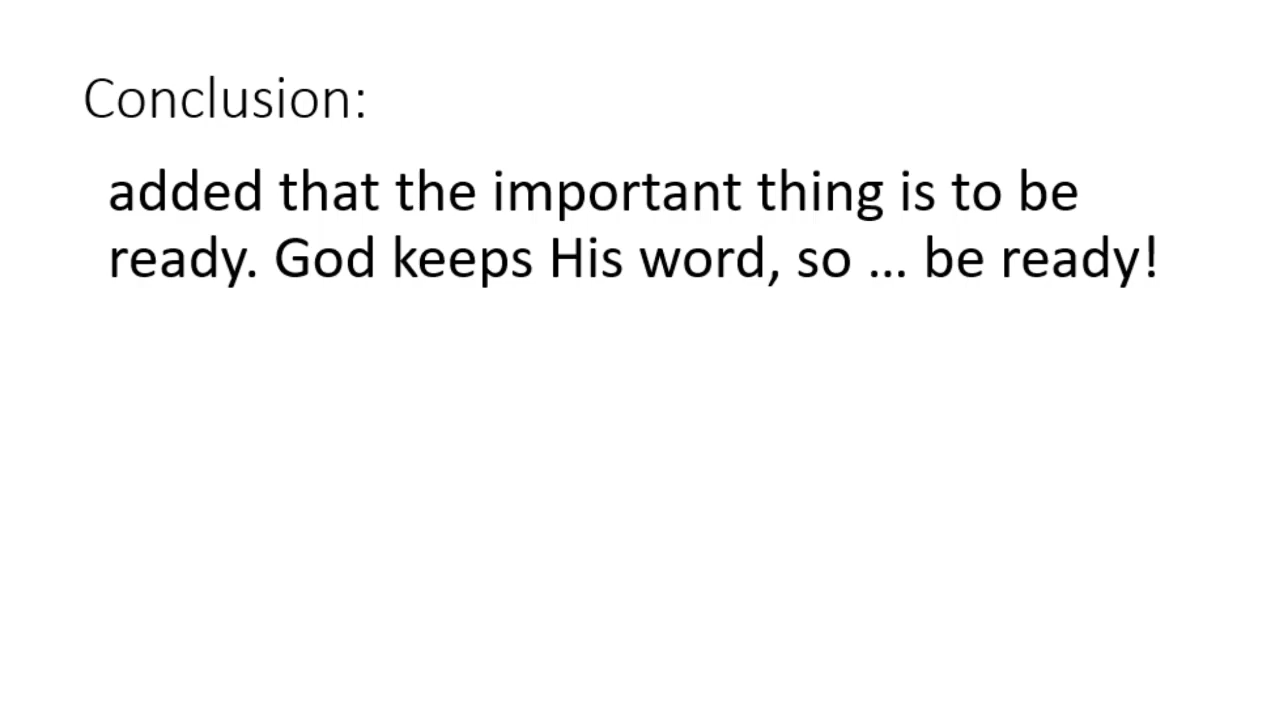 Conclusion:
added that the important thing is to be
ready. God keeps His word, so … be ready!